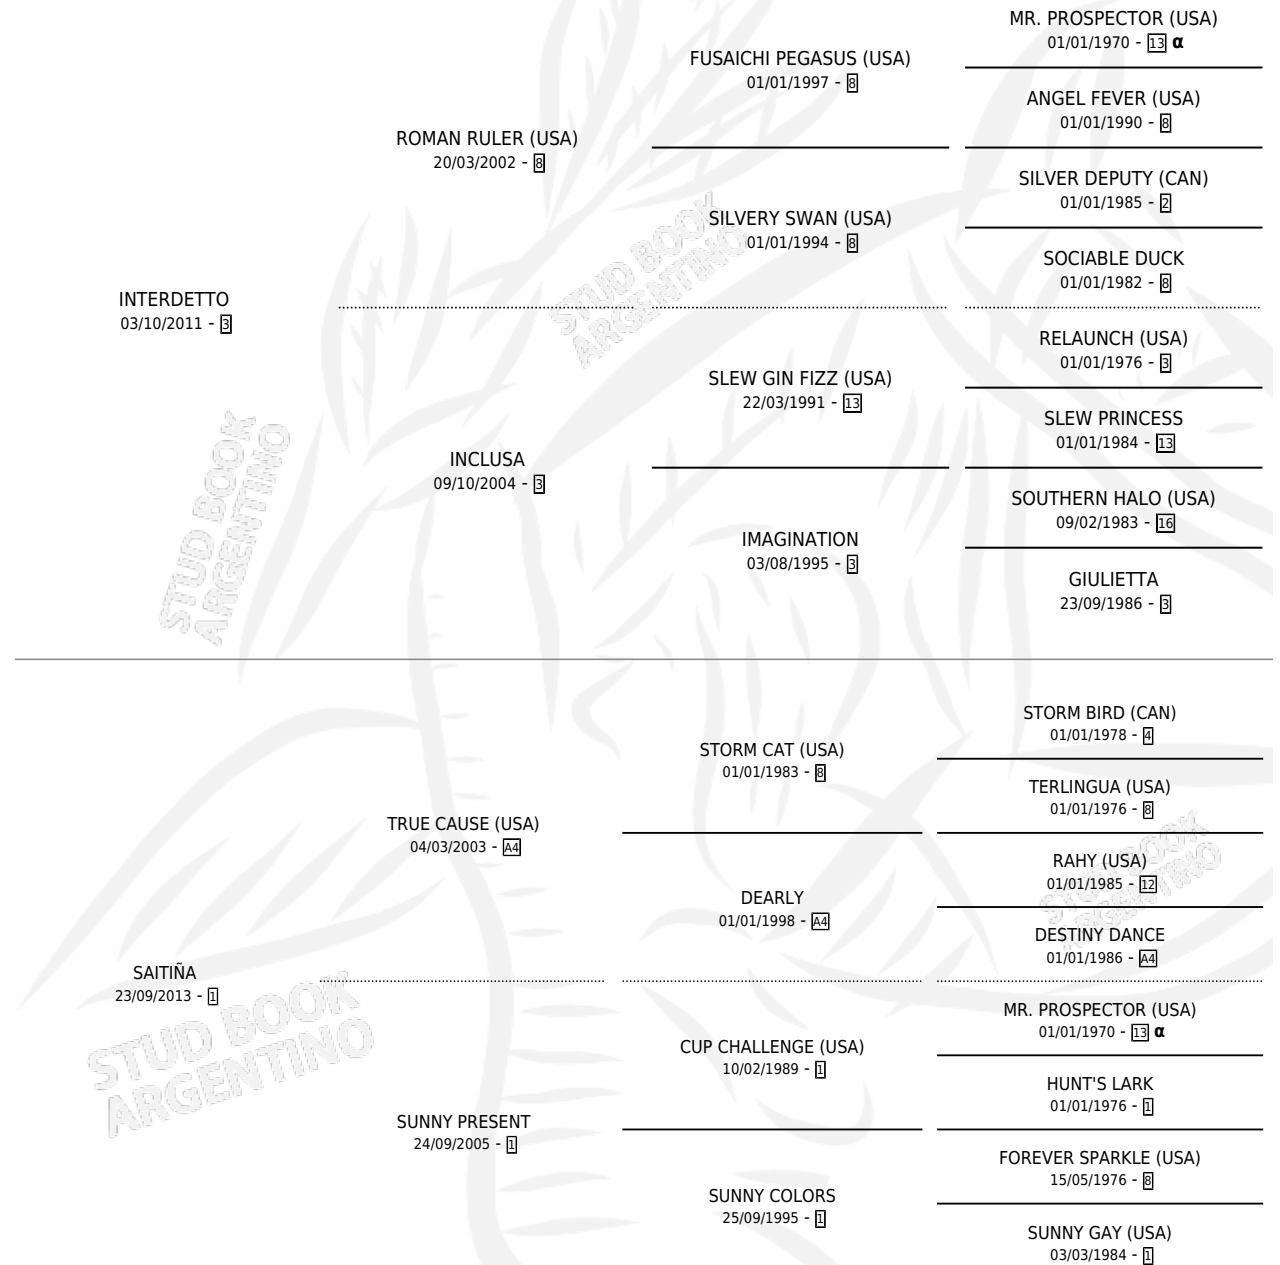 MR. PROSPECTOR (USA)
01/01/1970 - 13 α
FUSAICHI PEGASUS (USA)
01/01/1997 - 8
ANGEL FEVER (USA)
01/01/1990 - 8
ROMAN RULER (USA)
20/03/2002 - 8
SILVER DEPUTY (CAN)
01/01/1985 - 2
SILVERY SWAN (USA)
01/01/1994 - 8
SOCIABLE DUCK
01/01/1982 - 8
STUD BOOK
ARGENTINO
INTERDETTO
03/10/2011 - 3
RELAUNCH (USA)
01/01/1976 - 3
SLEW GIN FIZZ (USA)
22/03/1991 - 13
SLEW PRINCESS
01/01/1984 - 13
INCLUSA
09/10/2004 - 3
SOUTHERN HALO (USA)
09/02/1983 - 16
IMAGINATION
03/08/1995 - 3
GIULIETTA
23/09/1986 - 3
STUD BOOK
ARGENTINO
STORM BIRD (CAN)
01/01/1978 - 4
STORM CAT (USA)
01/01/1983 - 8
TERLINGUA (USA)
01/01/1976 - 8
TRUE CAUSE (USA)
04/03/2003 - A4
RAHY (USA)
01/01/1985 - 12
DEARLY
01/01/1998 - A4
DESTINY DANCE
01/01/1986 - A4
STUD BOOK
ARGENTINO
SAITIÑA
23/09/2013 - 1
MR. PROSPECTOR (USA)
01/01/1970 - 13 α
CUP CHALLENGE (USA)
10/02/1989 - 1
HUNT'S LARK
01/01/1976 - 1
STUD BOOK
ARGENTINO
SUNNY PRESENT
24/09/2005 - 1
FOREVER SPARKLE (USA)
15/05/1976 - 8
SUNNY COLORS
25/09/1995 - 1
SUNNY GAY (USA)
03/03/1984 - 1